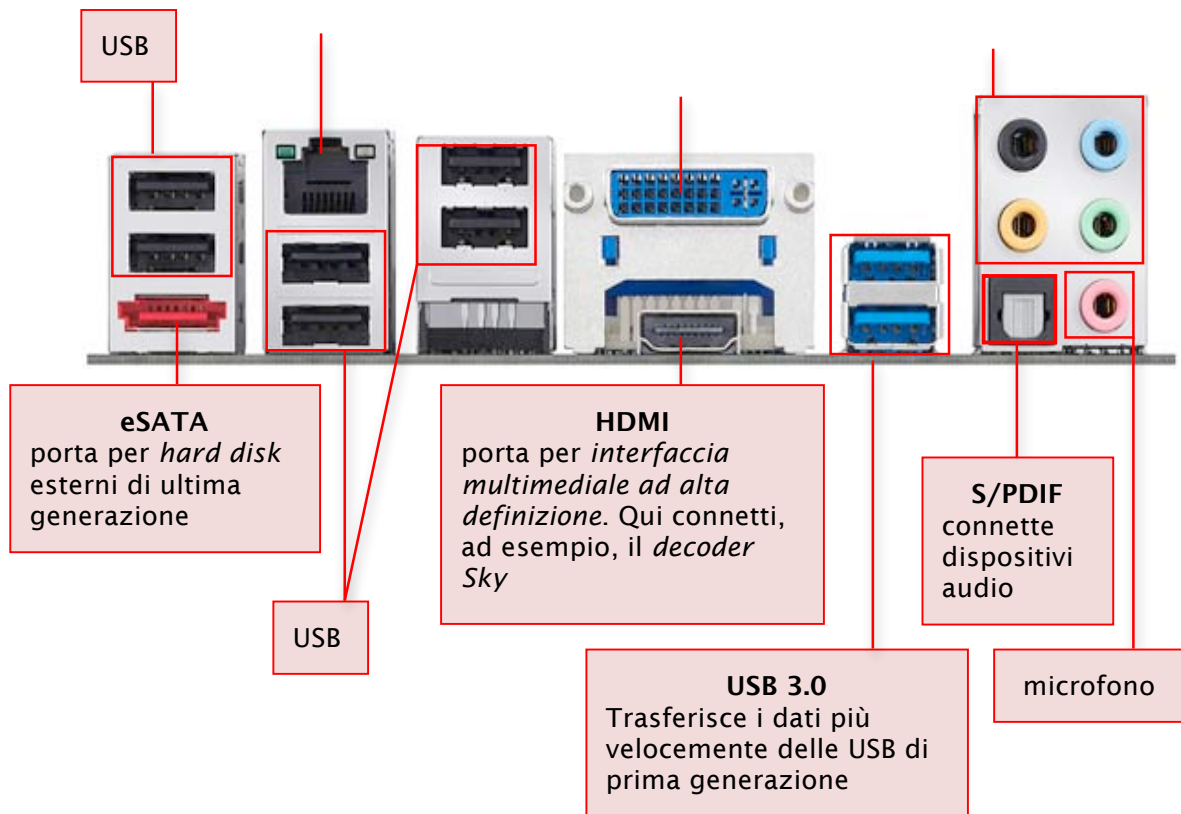 USB
eSATA
porta per hard disk
esterni di ultima
generazione
HDMI
porta per interfaccia
multimediale ad alta
definizione. Qui connetti,
ad esempio, il decoder
Sky
S/PDIF
connette
dispositivi
audio
USB
USB 3.0
Trasferisce i dati più
velocemente delle USB di
prima generazione
microfono